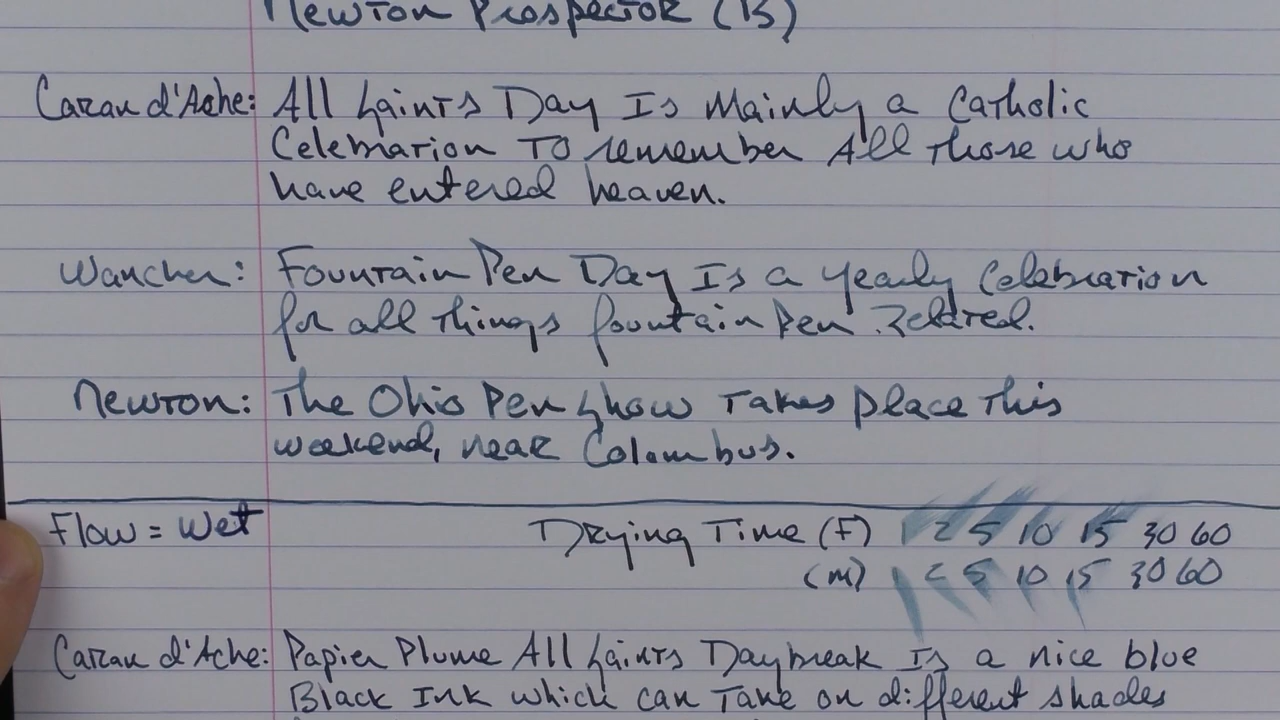 Newton Prospector (B)
Caran d'Ache: All Saints Day Is Mainly a Catholic
Celebration To remember All Those who
have entered heaven.
Wancher: Fountain Pen Day Is a yearly Celebration
for all Things fountain Pen Related.
Newton: The Ohio Pen Show Takes place This
weekend, near Columbus.
Flow = Wet Drying Time (F) 1 2 5 10 15 30 60
(M) 1 2 5 10 15 30 60
Caran d'Ache: Papier Plume All Saints Daybreak Is a nice blue
Black Ink which can Take on different shades